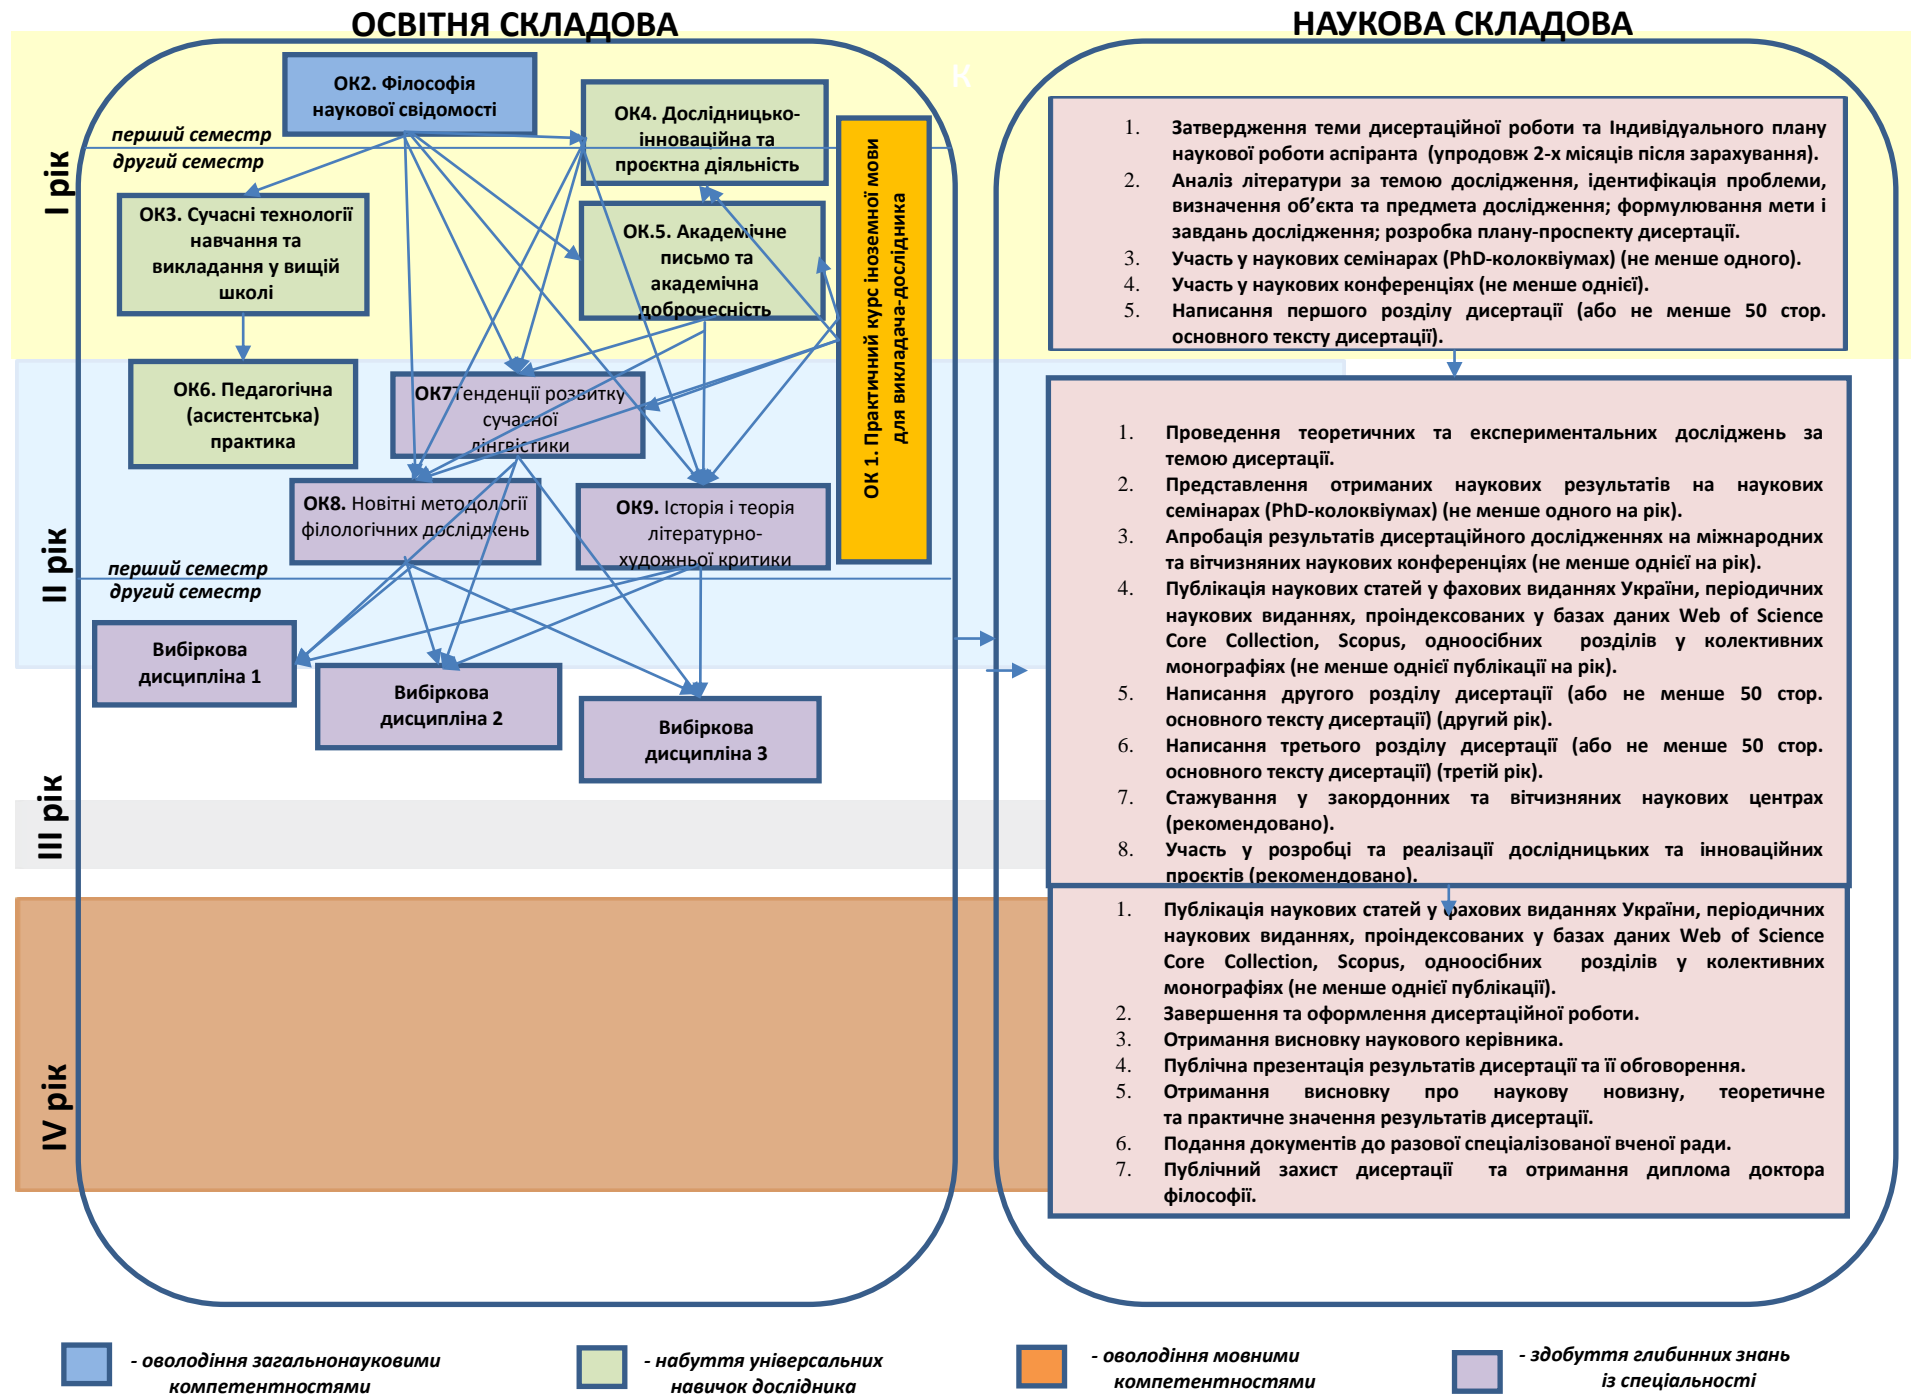 ОСВІТНЯ СКЛАДОВА
НАУКОВА СКЛАДОВА
К
І рік
ІІ рік
ІІІ рік
IV рік
перший семестр
другий семестр
ОК2. Філософія
наукової свідомості
ОК4. Дослідницько-
інноваційна та
проєктна діяльність
ОК3. Сучасні технології
навчання та
викладання у вищій
школі
ОК.5. Академічне
письмо та
академічна
доброчесність
ОК 1. Практичний курс іноземної мови
для викладача-дослідника
ОК6. Педагогічна
(асистентська)
практика
ОК7Тенденції розвитку
сучасної
лінгвістики
ОК8. Новітні методології
філологічних досліджень
ОК9. Історія і теорія
літературно-
художньої критики
перший семестр
другий семестр
Вибіркова
дисципліна 1
Вибіркова
дисципліна 2
Вибіркова
дисципліна 3
1. Затвердження теми дисертаційної роботи та Індивідуального плану
наукової роботи аспіранта (упродовж 2-х місяців після зарахування).
2. Аналіз літератури за темою дослідження, ідентифікація проблеми,
визначення об’єкта та предмета дослідження; формулювання мети і
завдань дослідження; розробка плану-проспекту дисертації.
3. Участь у наукових семінарах (PhD-колоквіумах) (не менше одного).
4. Участь у наукових конференціях (не менше однієї).
5. Написання першого розділу дисертації (або не менше 50 стор.
основного тексту дисертації).
1. Проведення теоретичних та експериментальних досліджень за
темою дисертації.
2. Представлення отриманих наукових результатів на наукових
семінарах (PhD-колоквіумах) (не менше одного на рік).
3. Апробація результатів дисертаційного дослідженнях на міжнародних
та вітчизняних наукових конференціях (не менше однієї на рік).
4. Публікація наукових статей у фахових виданнях України, періодичних
наукових виданнях, проіндексованих у базах даних Web of Science
Core Collection, Scopus, одноосібних розділів у колективних
монографіях (не менше однієї публікації на рік).
5. Написання другого розділу дисертації (або не менше 50 стор.
основного тексту дисертації) (другий рік).
6. Написання третього розділу дисертації (або не менше 50 стор.
основного тексту дисертації) (третій рік).
7. Стажування у закордонних та вітчизняних наукових центрах
(рекомендовано).
8. Участь у розробці та реалізації дослідницьких та інноваційних
проєктів (рекомендовано).
1. Публікація наукових статей у фахових виданнях України, періодичних
наукових виданнях, проіндексованих у базах даних Web of Science
Core Collection, Scopus, одноосібних розділів у колективних
монографіях (не менше однієї публікації).
2. Завершення та оформлення дисертаційної роботи.
3. Отримання висновку наукового керівника.
4. Публічна презентація результатів дисертації та її обговорення.
5. Отримання висновку про наукову новизну, теоретичне
та практичне значення результатів дисертації.
6. Подання документів до разової спеціалізованої вченої ради.
7. Публічний захист дисертації та отримання диплома доктора
філософії.
- оволодіння загальнонауковими
компетентностями
- набуття універсальних
навичок дослідника
- оволодіння мовними
компетентностями
- здобуття глибинних знань
із спеціальності